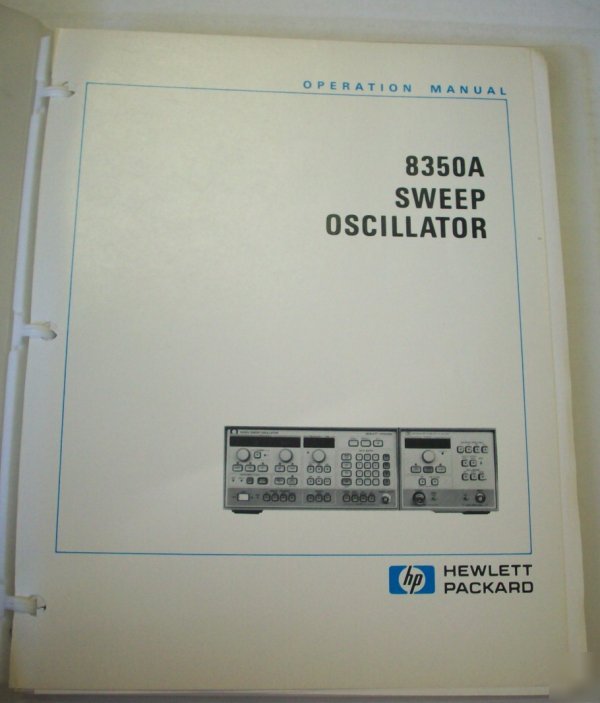 OPERATION MANUAL
8350A
SWEEP
OSCILLATOR
hp HEWLETT
PACKARD